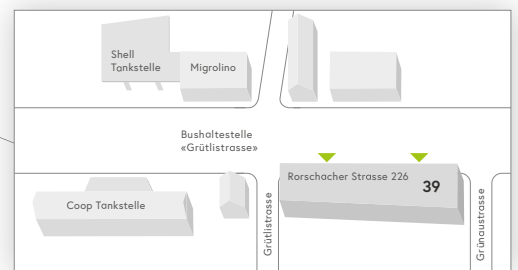 Shell
Tankstelle
Migrolino
Bushaltestelle
«Grütlistrasse»
Rorschacher Strasse 226
39
Coop Tankstelle
Grütlistrasse
Grünaustrasse